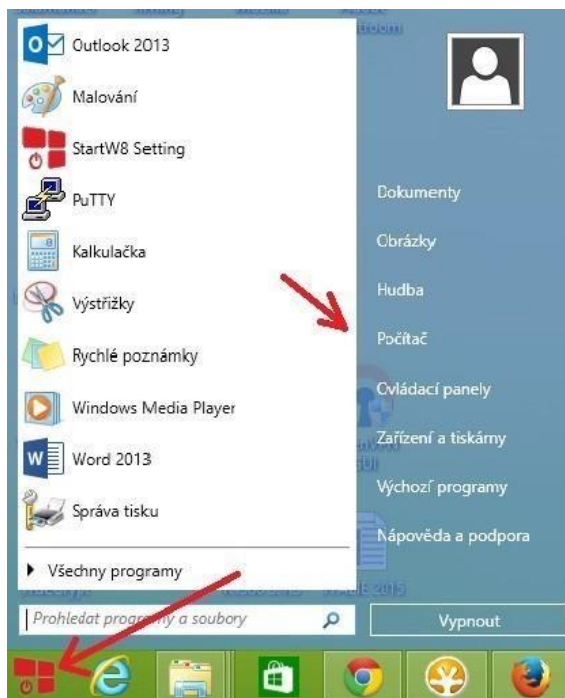 Outlook 2013
Malování
StartW8 Setting
PuTTY
Kalkulačka
Výstřižky
Rychlé poznámky
Windows Media Player
Word 2013
Správa tisku
Všechny programy
Prohledat programy a soubory
Dokumenty
Obrázky
Hudba
Počítač
Ovládací panely
Zařízení a tiskárny
Výchozí programy
Nápověda a podpora
Vypnout